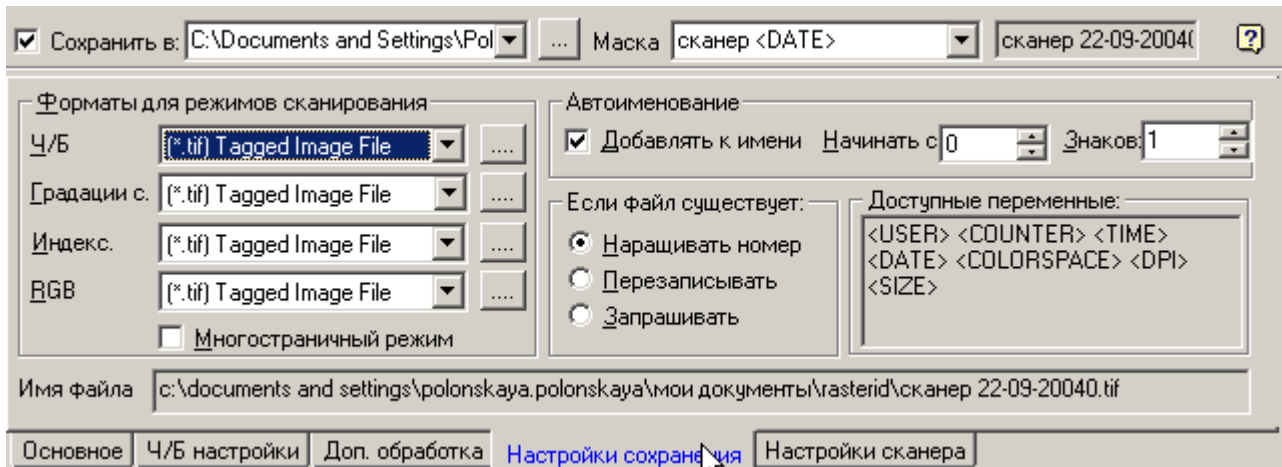 Сохранить в: C:\Documents and Settings\Pol ... Маска сканер <DATE> сканер 22-09-20040 ?
Форматы для режимов сканирования
Ч/Б (*.tif) Tagged Image File ....
Градации с. (*.tif) Tagged Image File ....
Индекс. (*.tif) Tagged Image File ....
RGB (*.tif) Tagged Image File ....
Многостраничный режим
Автоименование
Добавлять к имени Начинать с 0 Знаков: 1
Если файл существует:
Наращивать номер
Перезаписывать
Запрашивать
Доступные переменные:
<USER> <COUNTER> <TIME>
<DATE> <COLORSPACE> <DPI>
<SIZE>
Имя файла c:\documents and settings\polonskaya.polonskaya\мои документы\rasterid\сканер 22-09-20040.tif
Основное Ч/Б настройки Доп. обработка Настройки сохранения Настройки сканера